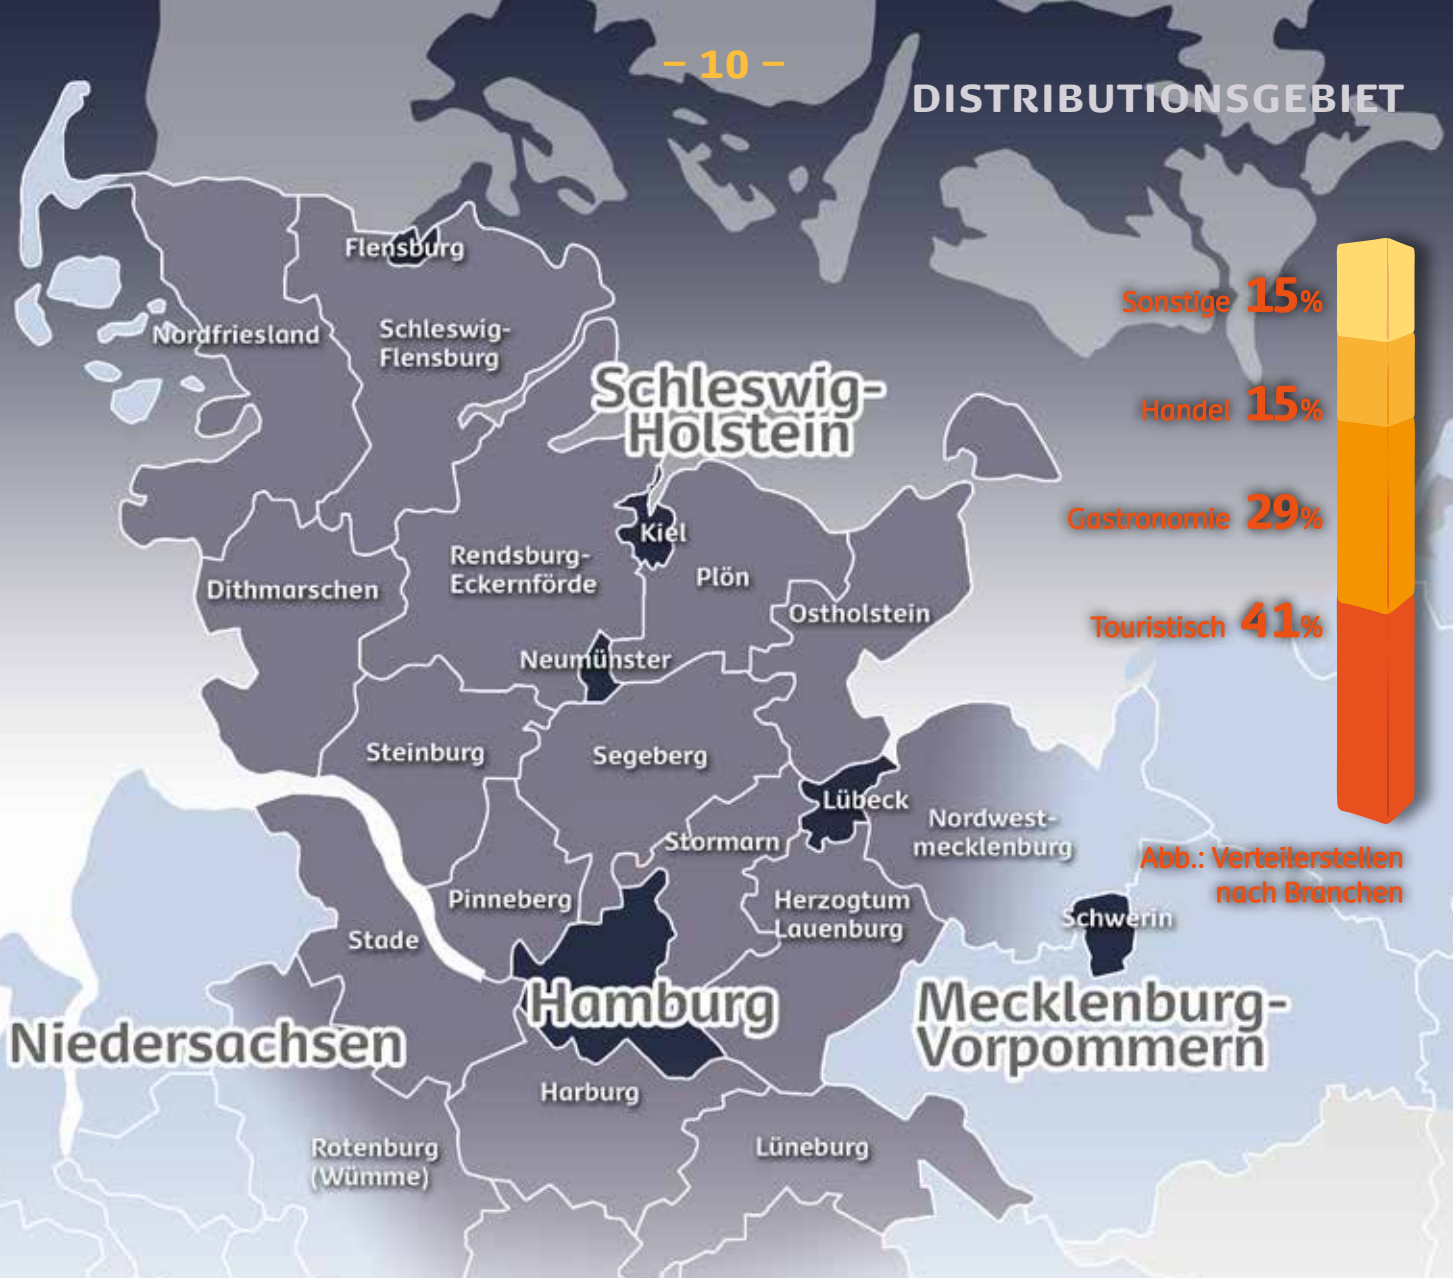 – 10 –
DISTRIBUTIONSGEBIET
Flensburg
Sonstige 15%
Nordfriesland
Schleswig-
Flensburg
Schleswig-
Holstein
Handel 15%
Gastronomie 29%
Kiel
Rendsburg-
Eckernförde
Plön
Dithmarschen
Ostholstein
Touristisch 41%
Neumünster
Steinburg
Segeberg
Lübeck
Nordwest-
mecklenburg
Stormarn
Abb.: Verteilerstellen
nach Branchen
Pinneberg
Herzogtum
Lauenburg
Schwerin
Stade
Hamburg
Mecklenburg-
Vorpommern
Niedersachsen
Harburg
Rotenburg
(Wümme)
Lüneburg